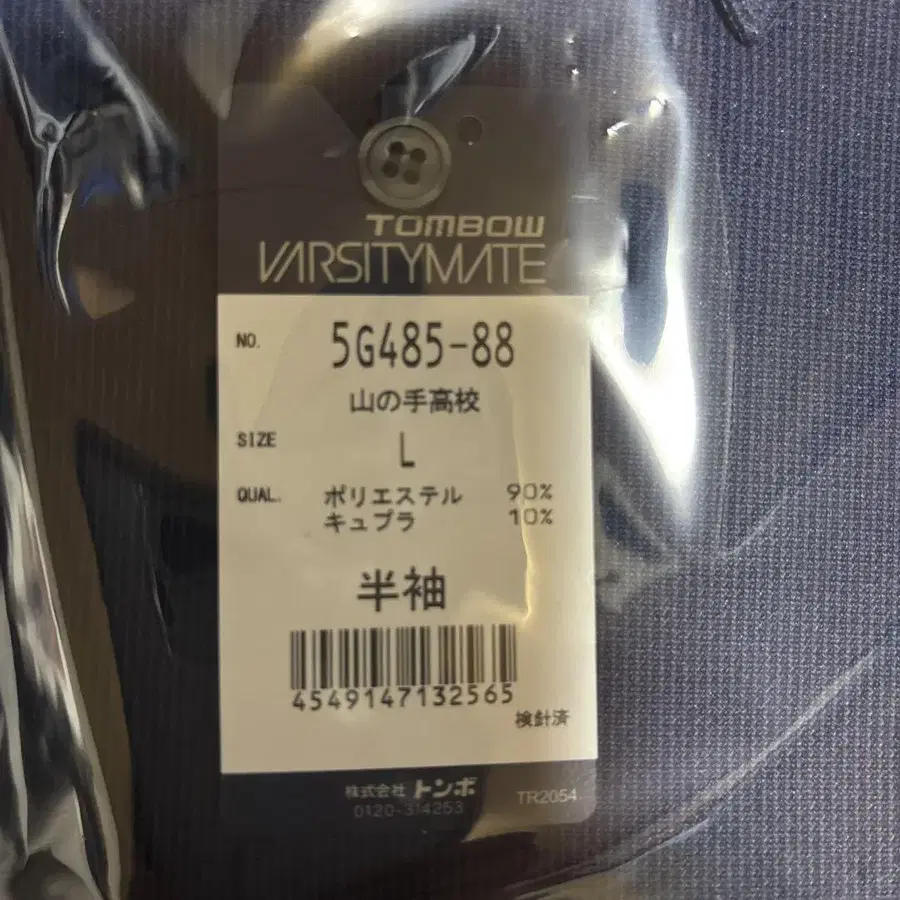 TOMBOW
VARSITYMATE
NO. 5G485-88
山の手高校
SIZE L
QUAL. ポリエステル 90%
キュプラ 10%
半袖
4549147132565
検針済
株式会社 トンボ
0120-314253 TR2054